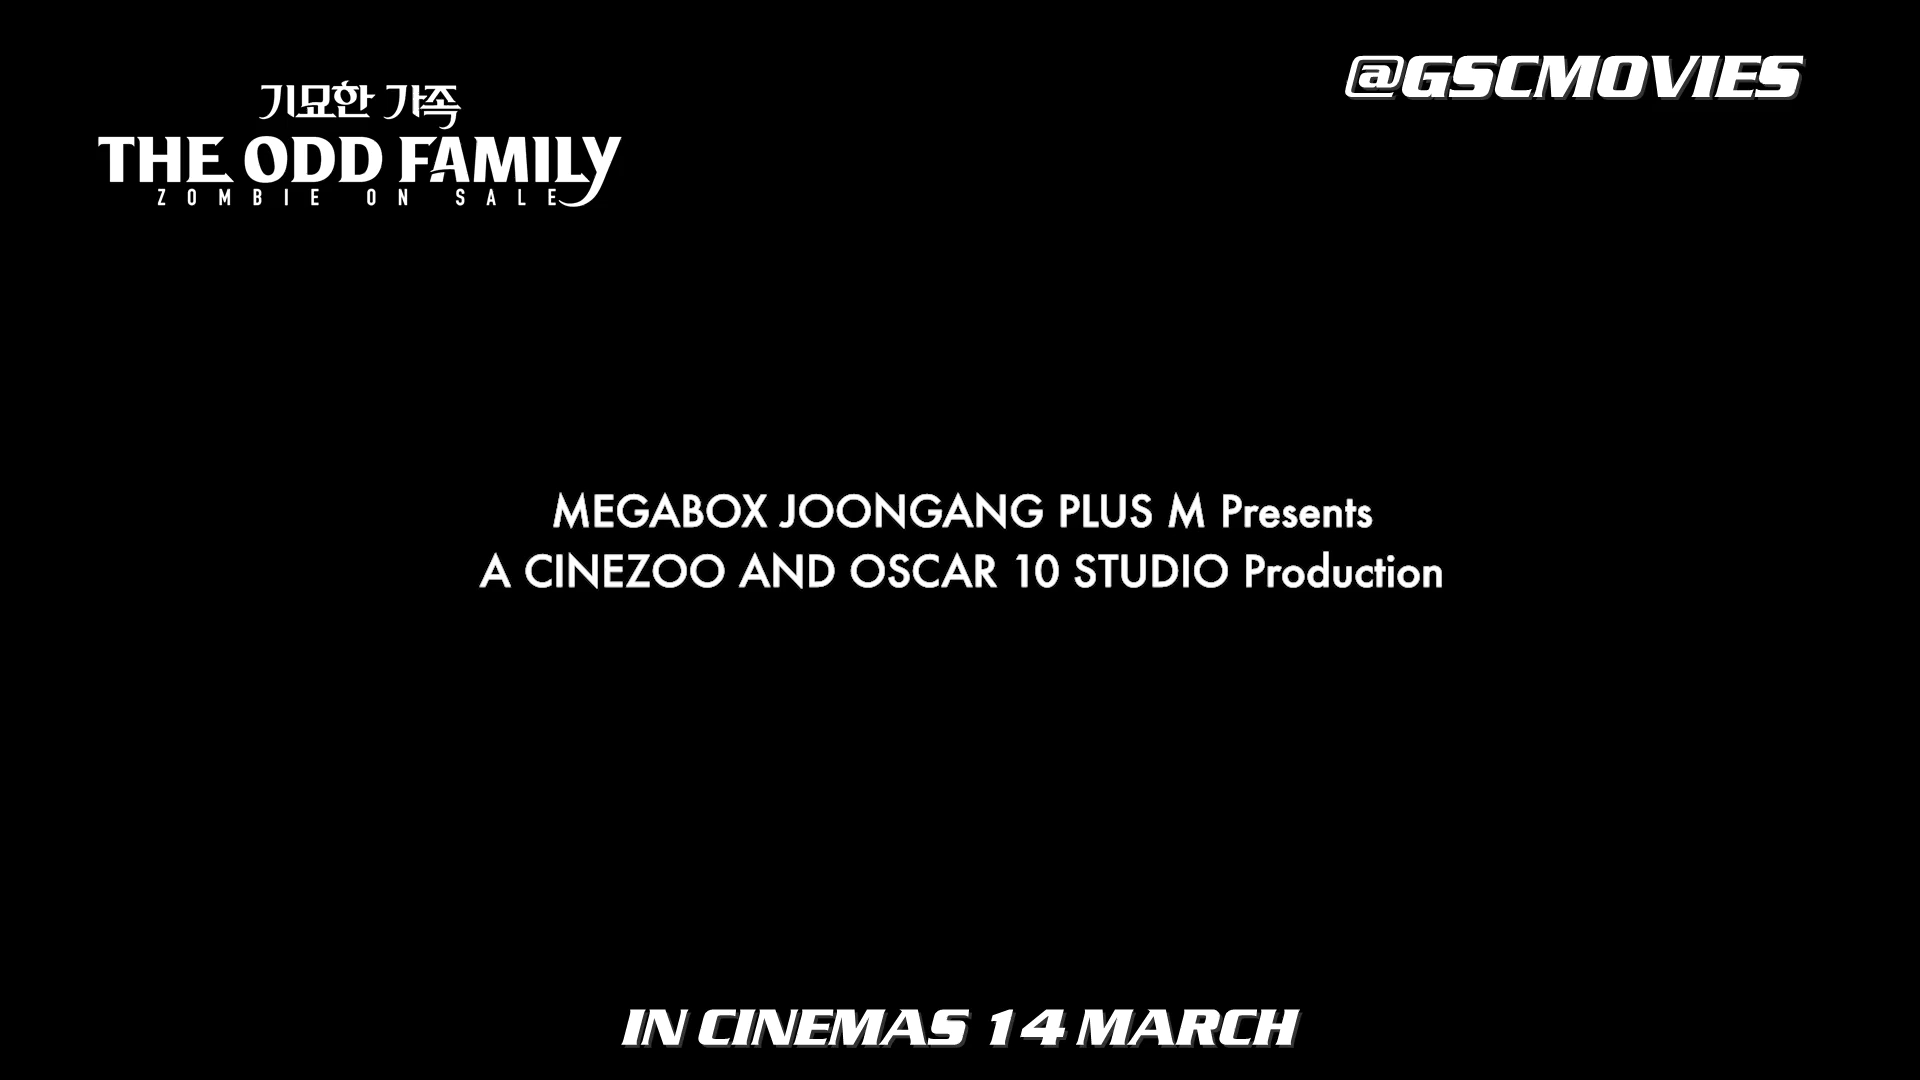 기묘한 가족
THE ODD FAMILY
ZOMBIE ON SALE
@GSCMOVIES
MEGABOX JOONGANG PLUS M Presents
A CINEZOO AND OSCAR 10 STUDIO Production
IN CINEMAS 14 MARCH